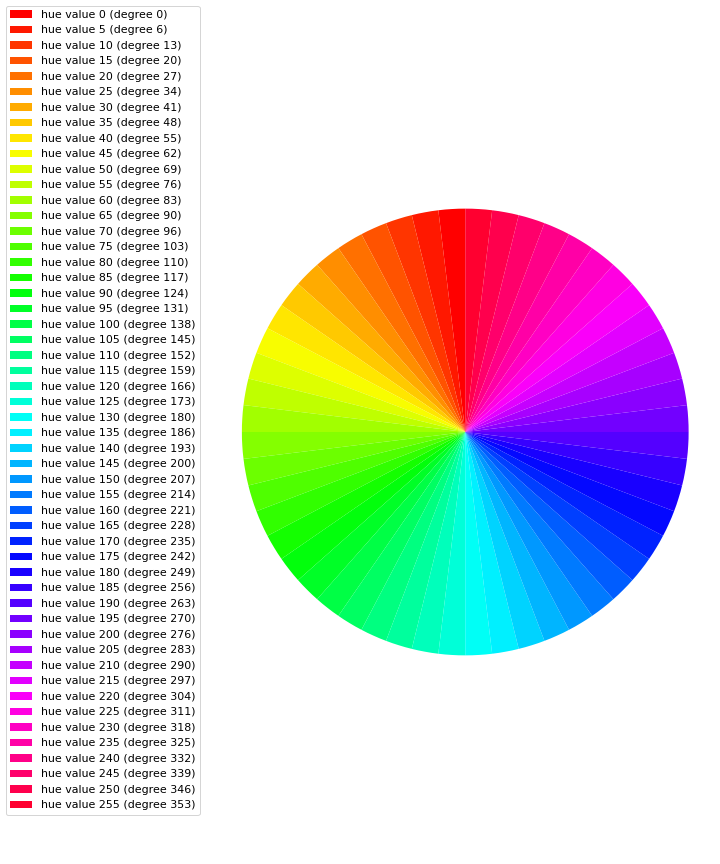 hue value 0 (degree 0)
hue value 5 (degree 6)
hue value 10 (degree 13)
hue value 15 (degree 20)
hue value 20 (degree 27)
hue value 25 (degree 34)
hue value 30 (degree 41)
hue value 35 (degree 48)
hue value 40 (degree 55)
hue value 45 (degree 62)
hue value 50 (degree 69)
hue value 55 (degree 76)
hue value 60 (degree 83)
hue value 65 (degree 90)
hue value 70 (degree 96)
hue value 75 (degree 103)
hue value 80 (degree 110)
hue value 85 (degree 117)
hue value 90 (degree 124)
hue value 95 (degree 131)
hue value 100 (degree 138)
hue value 105 (degree 145)
hue value 110 (degree 152)
hue value 115 (degree 159)
hue value 120 (degree 166)
hue value 125 (degree 173)
hue value 130 (degree 180)
hue value 135 (degree 186)
hue value 140 (degree 193)
hue value 145 (degree 200)
hue value 150 (degree 207)
hue value 155 (degree 214)
hue value 160 (degree 221)
hue value 165 (degree 228)
hue value 170 (degree 235)
hue value 175 (degree 242)
hue value 180 (degree 249)
hue value 185 (degree 256)
hue value 190 (degree 263)
hue value 195 (degree 270)
hue value 200 (degree 276)
hue value 205 (degree 283)
hue value 210 (degree 290)
hue value 215 (degree 297)
hue value 220 (degree 304)
hue value 225 (degree 311)
hue value 230 (degree 318)
hue value 235 (degree 325)
hue value 240 (degree 332)
hue value 245 (degree 339)
hue value 250 (degree 346)
hue value 255 (degree 353)